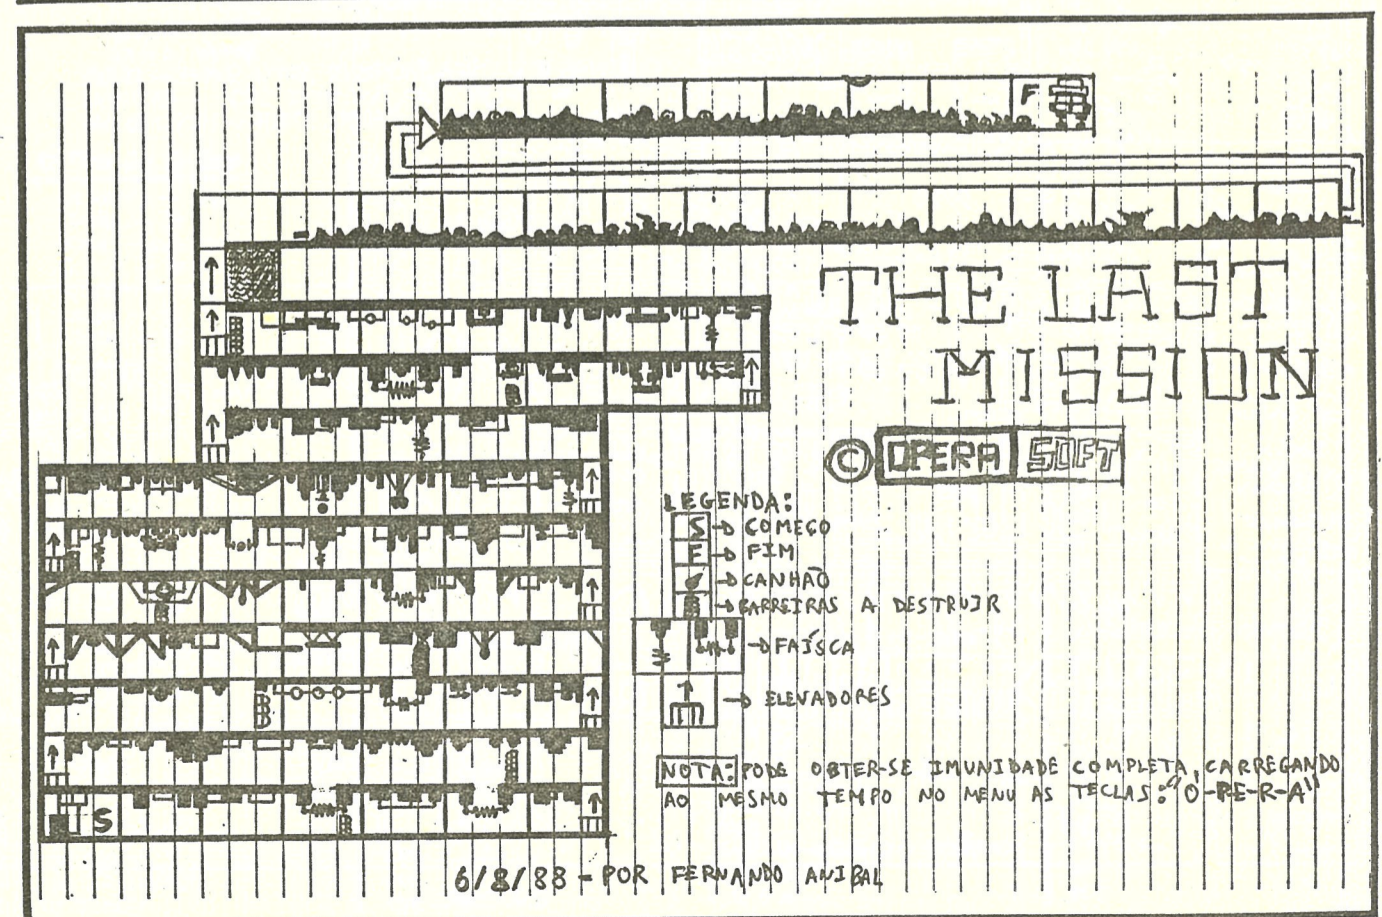 F
THE LAST
MISSION
© OPERA SOFT
LEGENDA:
S → COMEÇO
F → FIM
→ CANHÃO
→ BARREIRAS A DESTRUIR
→ FAÍSCA
→ ELEVADORES
NOTA: PODE OBTER-SE IMUNIDADE COMPLETA, CARREGANDO
AO MESMO TEMPO NO MENU AS TECLAS: "O-P-E-R-A"
S
6/8/88 - POR FERNANDO ANIBAL